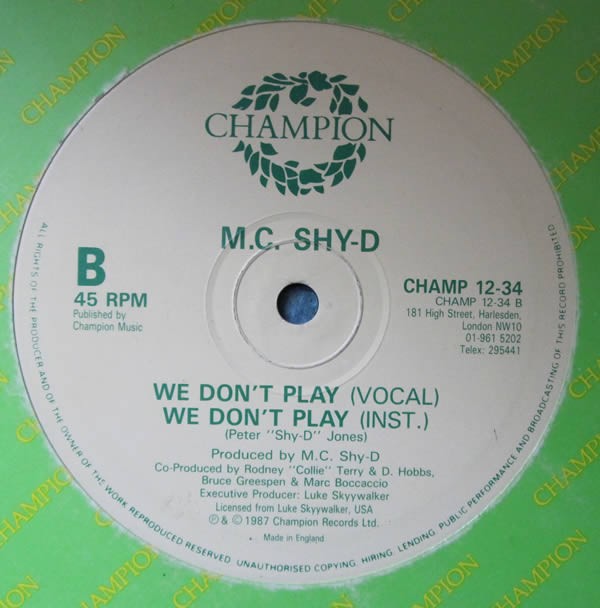 CHAMPION
M.C. SHY-D
B
45 RPM
Published by
Champion Music
CHAMP 12-34
CHAMP 12-34 B
181 High Street, Harlesden,
London NW10
01-961 5202
Telex: 295441
WE DON'T PLAY (VOCAL)
WE DON'T PLAY (INST.)
(Peter "Shy-D" Jones)
Produced by M.C. Shy-D
Co-Produced by Rodney "Collie" Terry & D. Hobbs,
Bruce Greespen & Marc Boccaccio
Executive Producer: Luke Skyywalker
Licensed from Luke Skyywalker, USA
℗ & © 1987 Champion Records Ltd.
Made in England
ALL RIGHTS OF THE PRODUCER AND OF THE OWNER OF THE WORK REPRODUCED RESERVED. UNAUTHORISED COPYING, HIRING, LENDING, PUBLIC PERFORMANCE AND BROADCASTING OF THIS RECORD PROHIBITED
CHAMPION
CHAMPION
CHAMPION
CHAMPION
CHAMPION
CHAMPION
CHAMPION